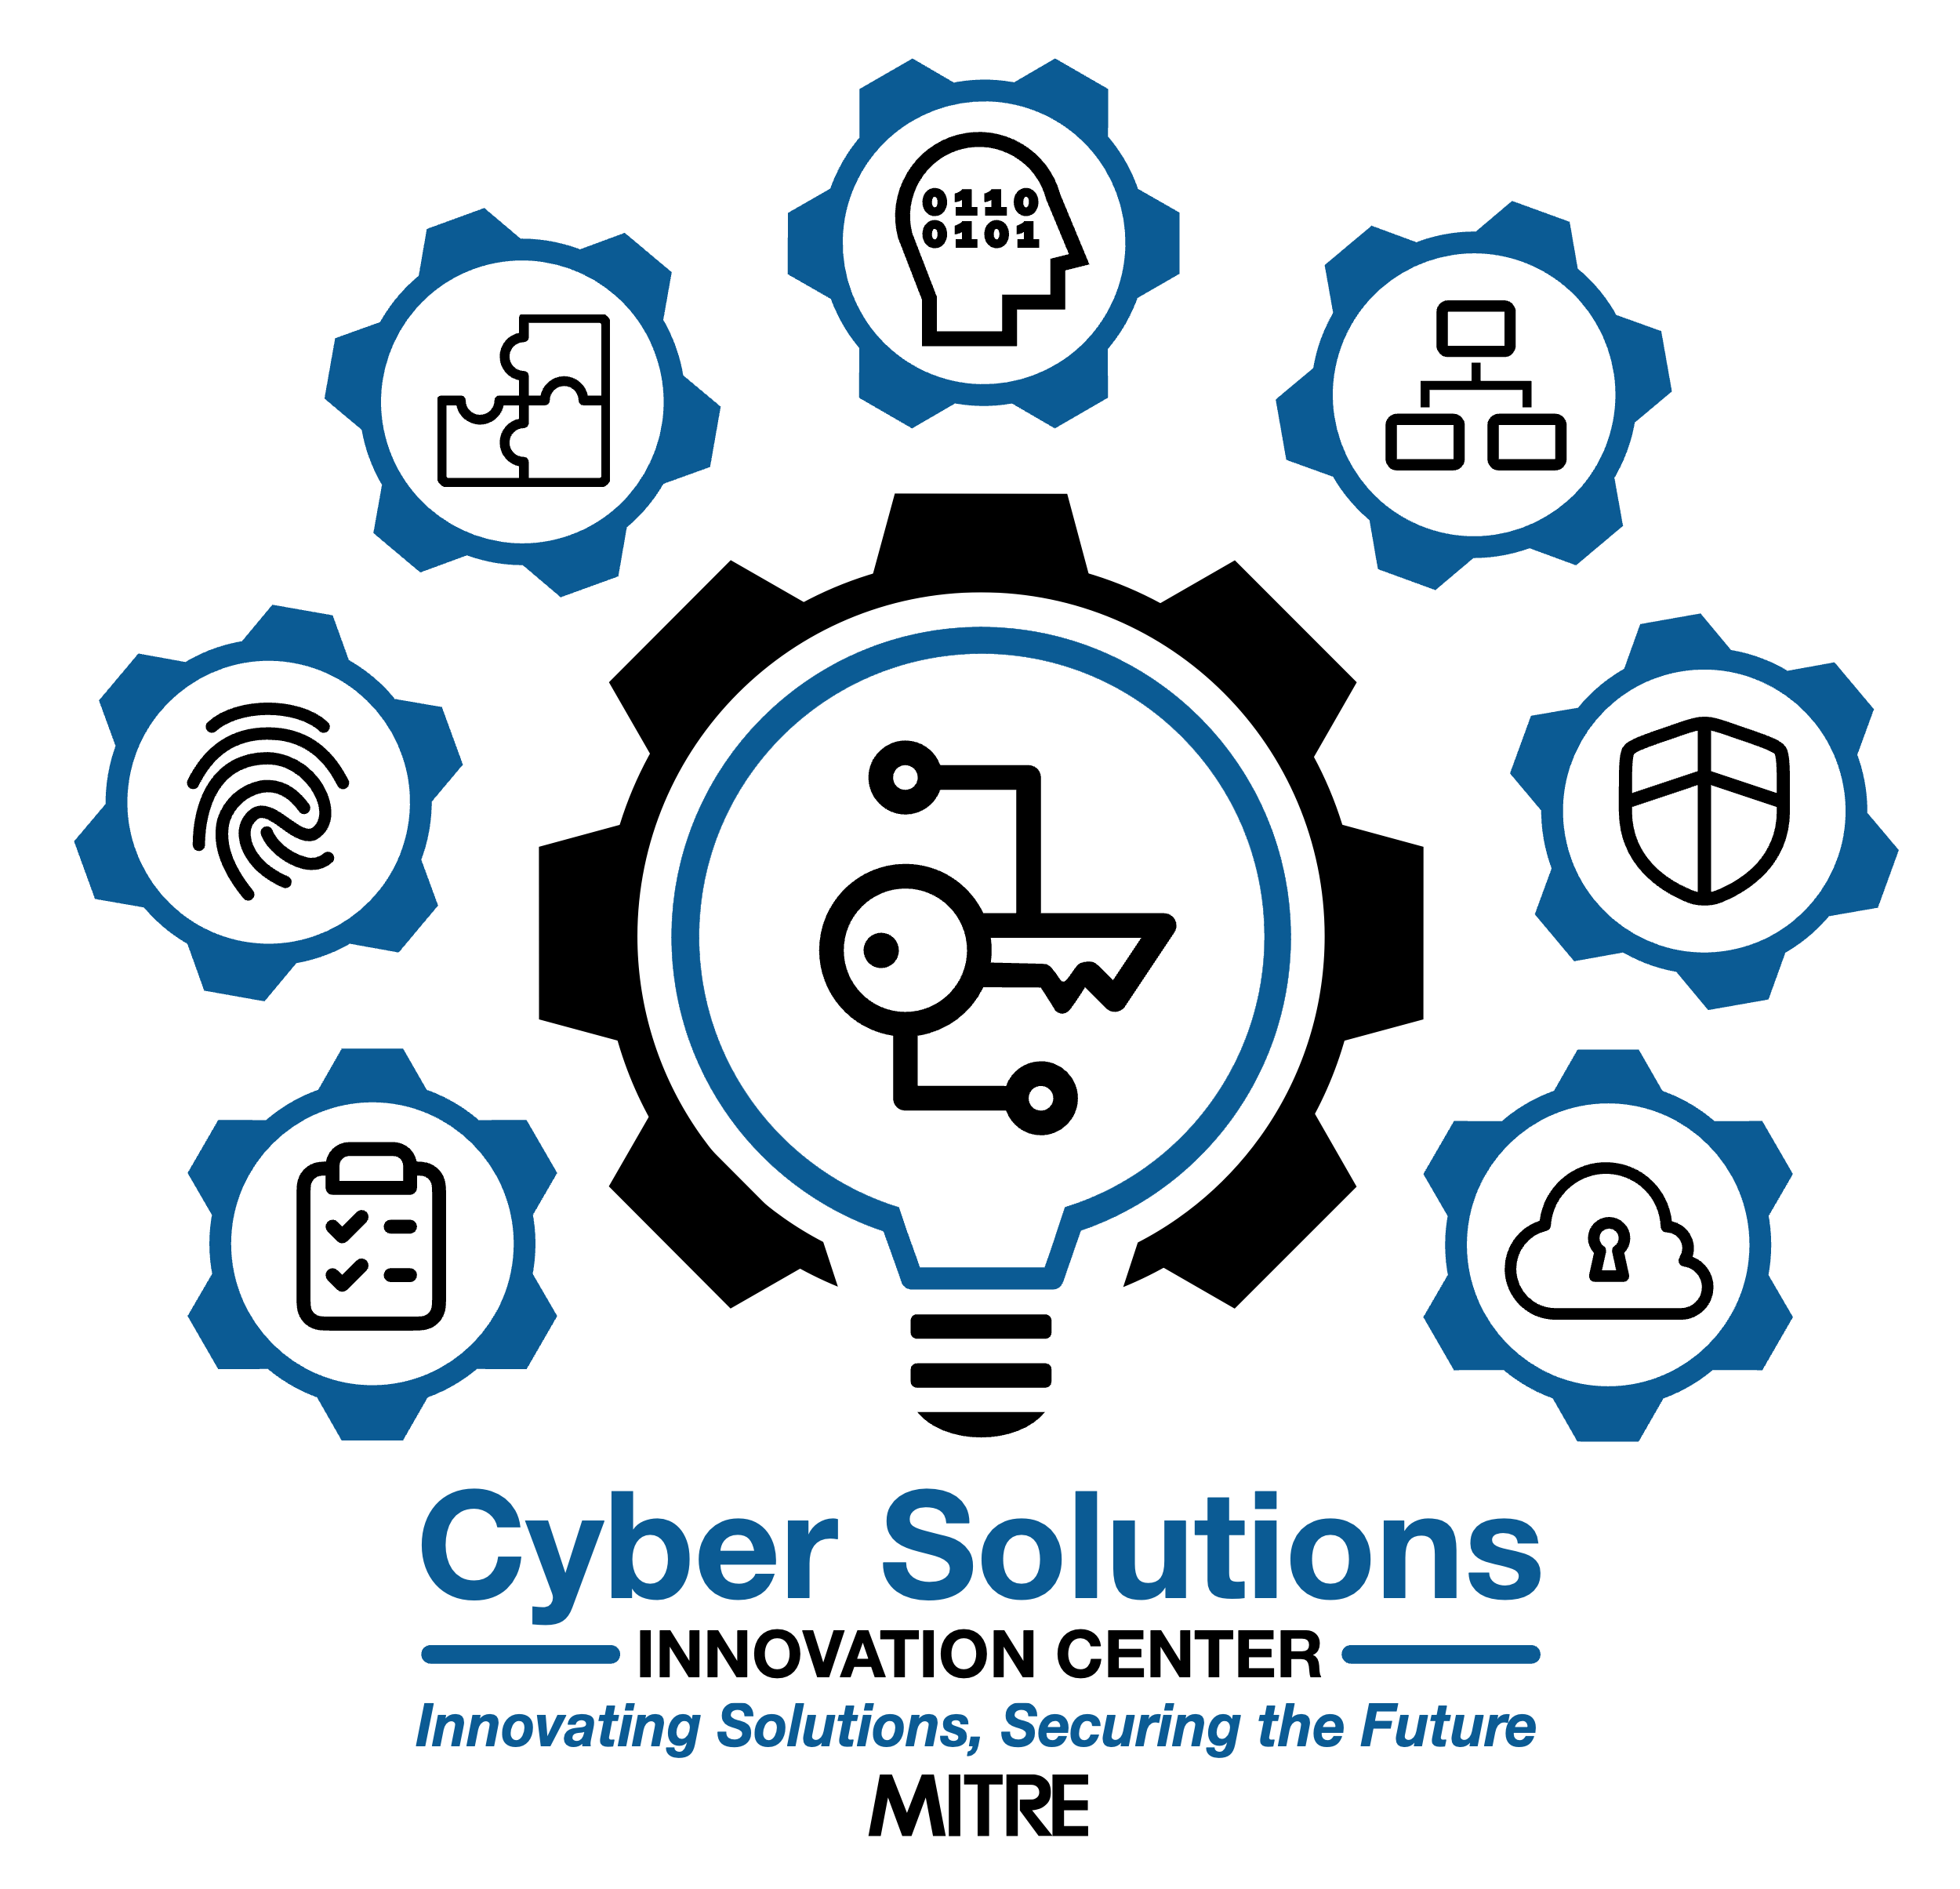 0110
0101
Cyber Solutions
INNOVATION CENTER
Innovating Solutions, Securing the Future
MITRE